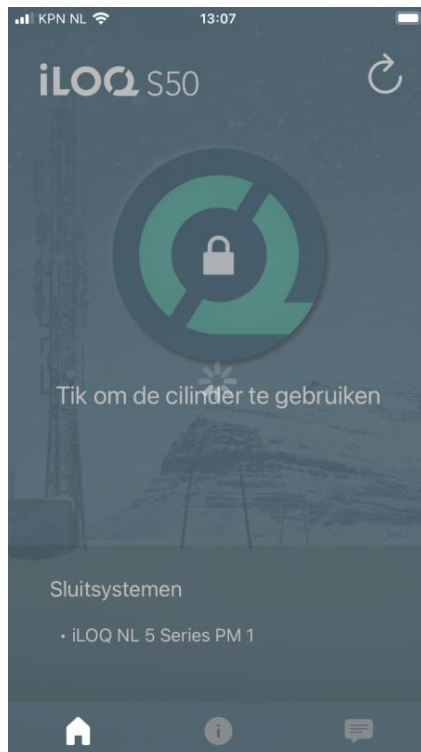 KPN NL 13:07
iLOQ S50
Tik om de cilinder te gebruiken
Sluitsystemen
• iLOQ NL 5 Series PM 1